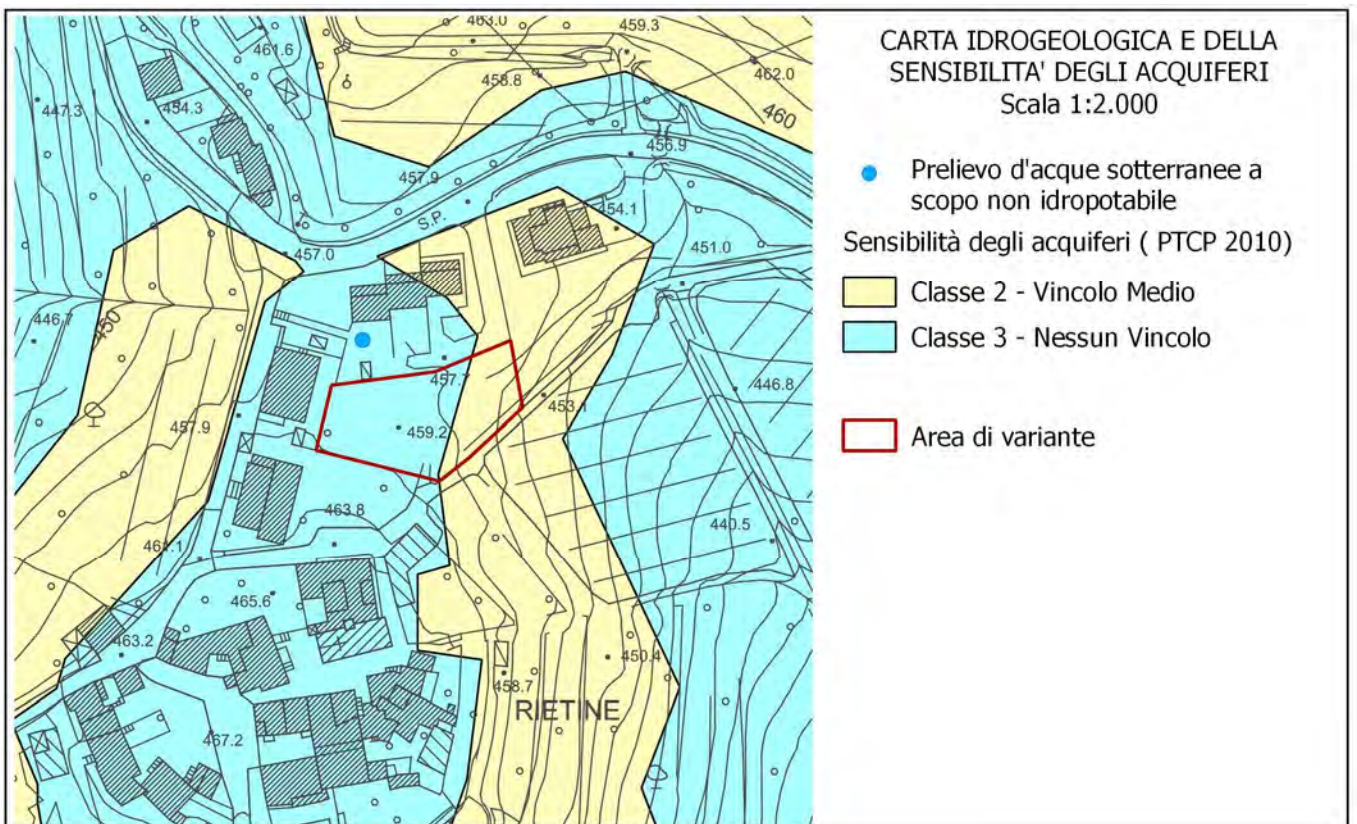 463.0
459.3
461.6
458.8
462.0
447.3
454.3
460
456.9
457.9
S.P.
454.1
457.0
451.0
446.7
450
457.7
446.8
453.1
457.9
459.2
463.8
440.5
461.1
465.6
463.2
450.4
458.7
RIETINE
467.2
CARTA IDROGEOLOGICA E DELLA
SENSIBILITA' DEGLI ACQUIFERI
Scala 1:2.000
Prelievo d'acque sotterranee a
scopo non idropotabile
Sensibilità degli acquiferi ( PTCP 2010)
Classe 2 - Vincolo Medio
Classe 3 - Nessun Vincolo
Area di variante